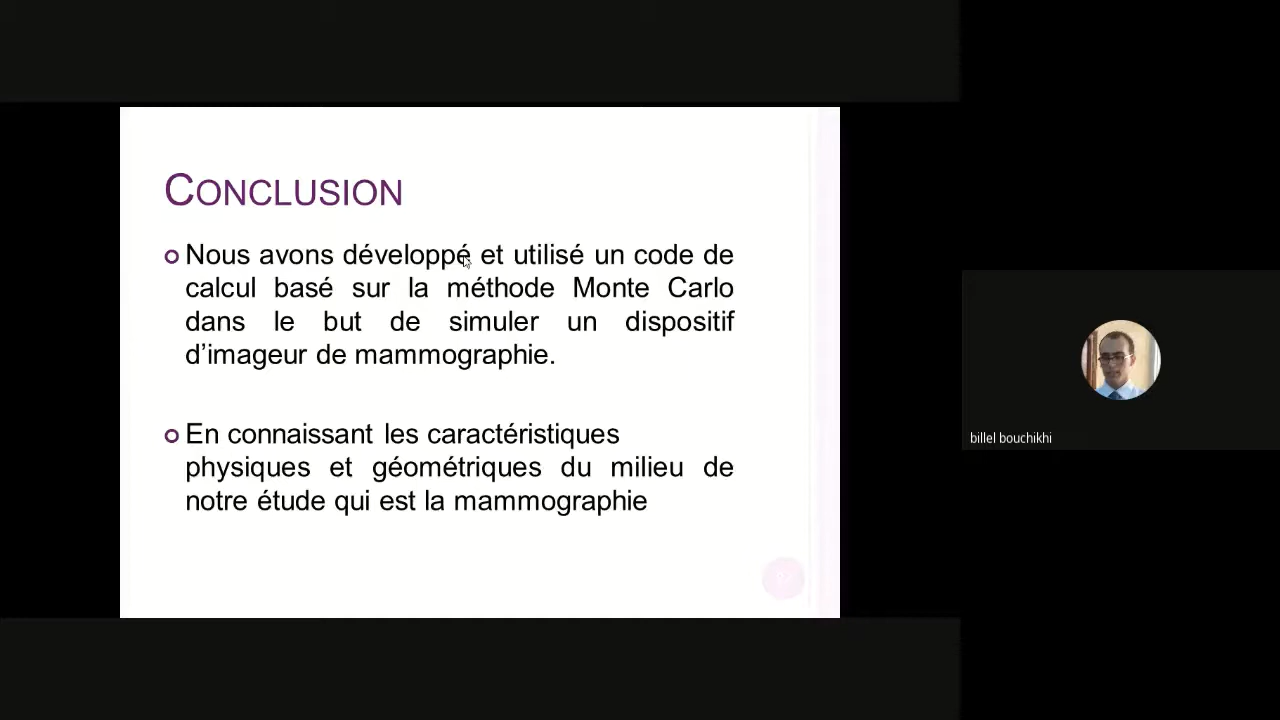 CONCLUSION
Nous avons développé et utilisé un code de
calcul basé sur la méthode Monte Carlo
dans le but de simuler un dispositif
d’imageur de mammographie.
En connaissant les caractéristiques
physiques et géométriques du milieu de
notre étude qui est la mammographie
billel bouchikhi